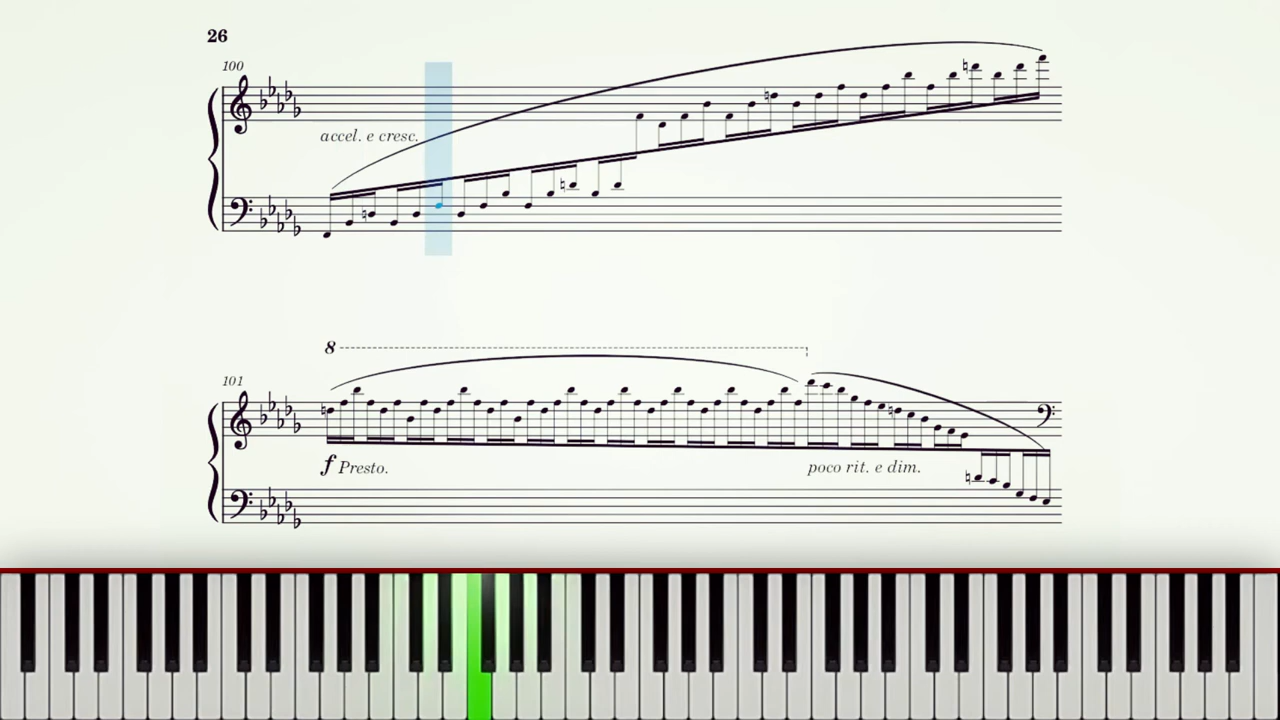 26
100
accel. e cresc.
8
101
f Presto.
poco rit. e dim.